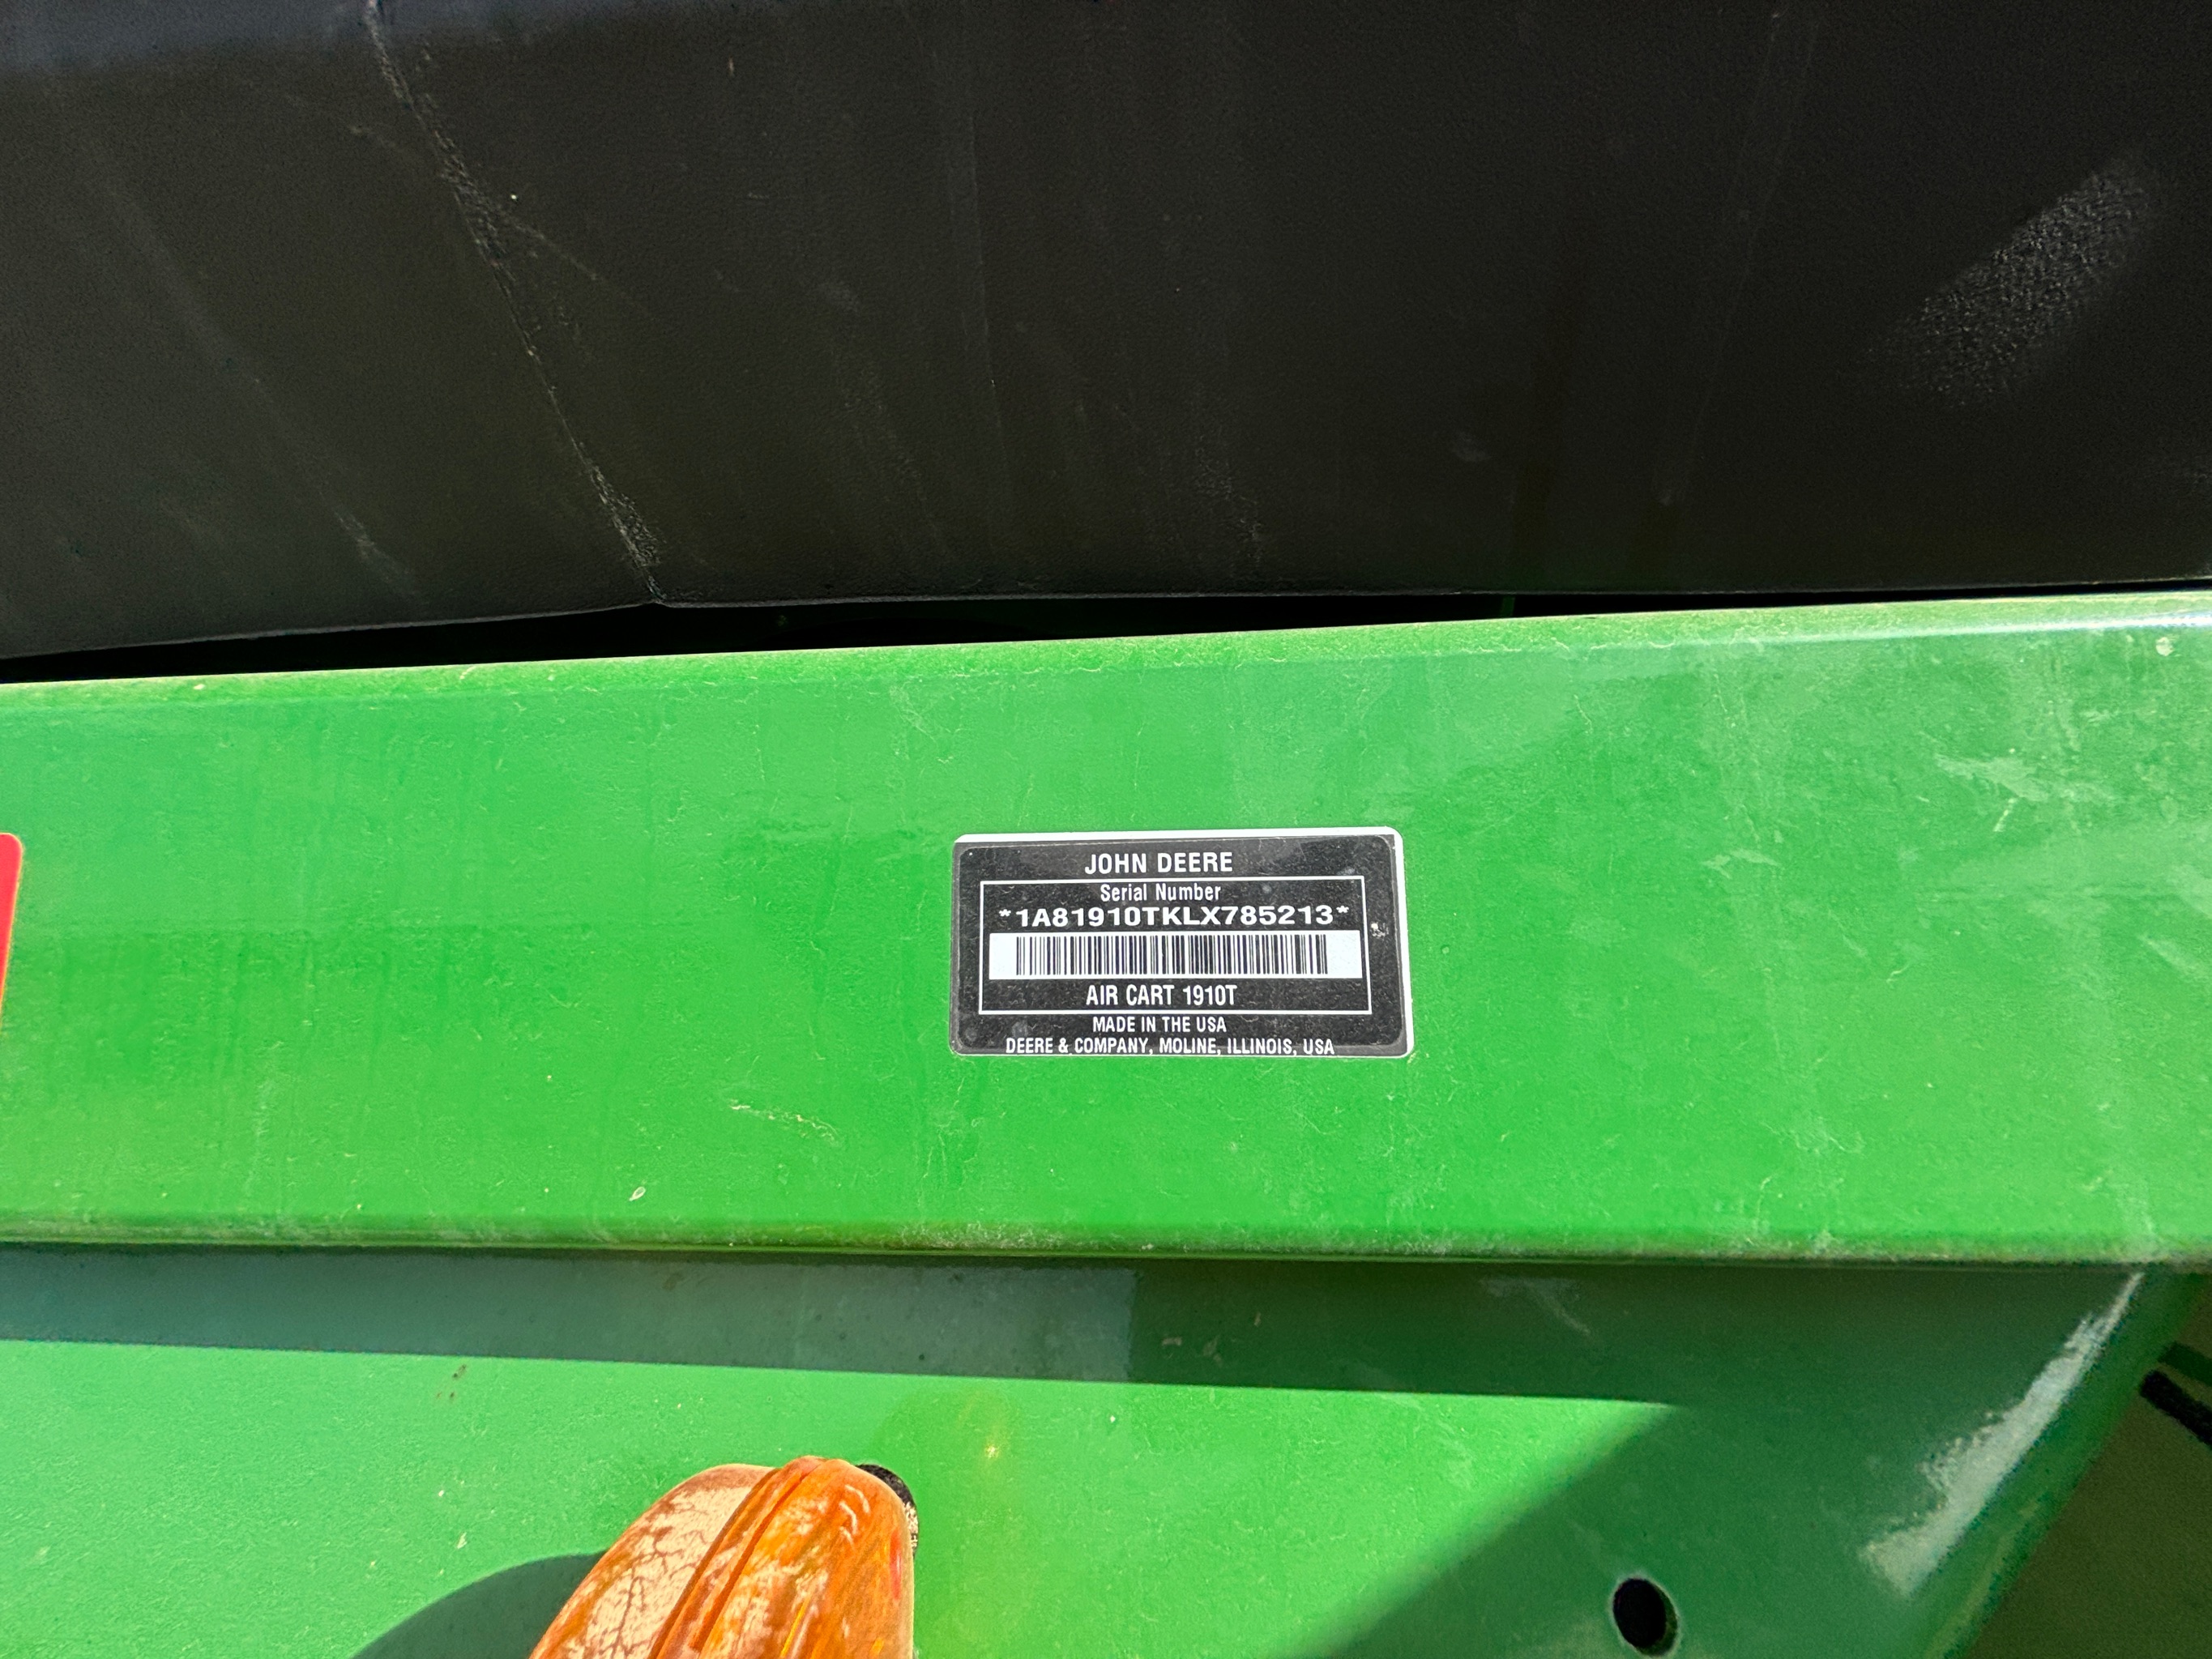 JOHN DEERE
Serial Number
*1A81910TKLX785213*
AIR CART 1910T
MADE IN THE USA
DEERE & COMPANY, MOLINE, ILLINOIS, USA